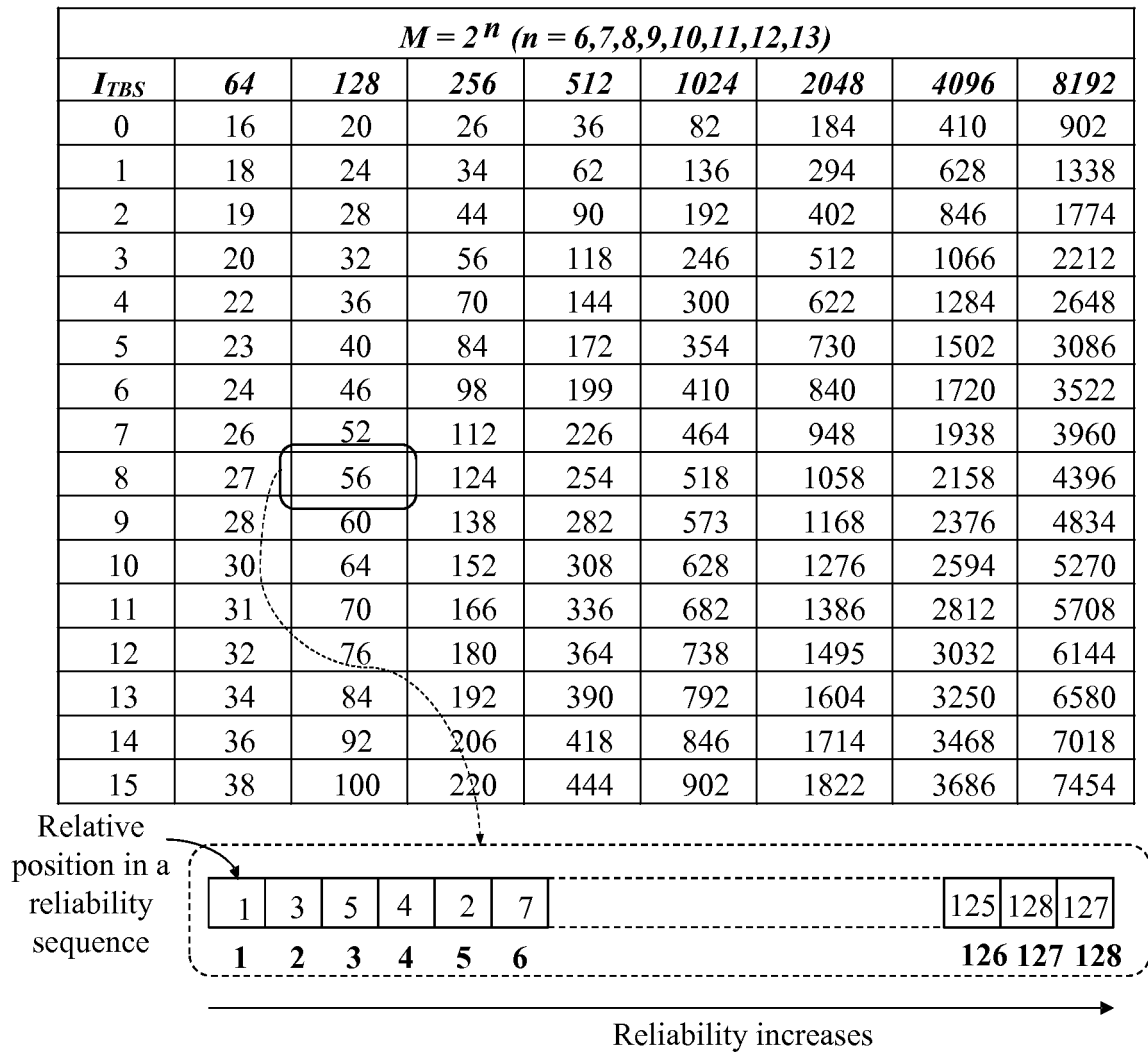 M = 2^n (n = 6,7,8,9,10,11,12,13)
I_TBS 64 128 256 512 1024 2048 4096 8192
0 16 20 26 36 82 184 410 902
1 18 24 34 62 136 294 628 1338
2 19 28 44 90 192 402 846 1774
3 20 32 56 118 246 512 1066 2212
4 22 36 70 144 300 622 1284 2648
5 23 40 84 172 354 730 1502 3086
6 24 46 98 199 410 840 1720 3522
7 26 52 112 226 464 948 1938 3960
8 27 56 124 254 518 1058 2158 4396
9 28 60 138 282 573 1168 2376 4834
10 30 64 152 308 628 1276 2594 5270
11 31 70 166 336 682 1386 2812 5708
12 32 76 180 364 738 1495 3032 6144
13 34 84 192 390 792 1604 3250 6580
14 36 92 206 418 846 1714 3468 7018
15 38 100 220 444 902 1822 3686 7454
Relative
position in a
reliability
sequence
1 3 5 4 2 7 125 128 127
1 2 3 4 5 6 126 127 128
Reliability increases